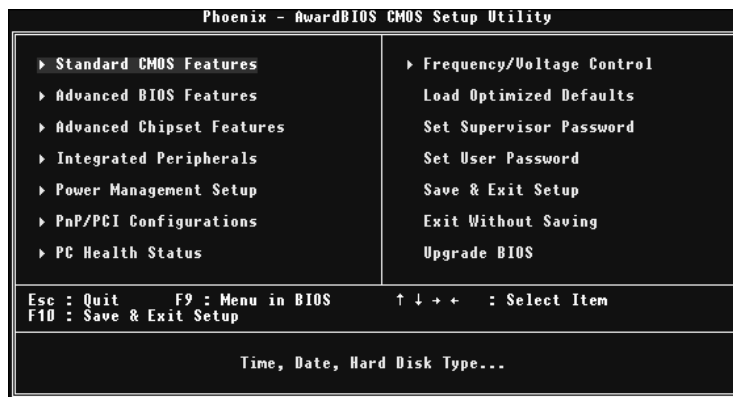 Phoenix - AwardBIOS CMOS Setup Utility
▸ Standard CMOS Features
▸ Advanced BIOS Features
▸ Advanced Chipset Features
▸ Integrated Peripherals
▸ Power Management Setup
▸ PnP/PCI Configurations
▸ PC Health Status
▸ Frequency/Voltage Control
Load Optimized Defaults
Set Supervisor Password
Set User Password
Save & Exit Setup
Exit Without Saving
Upgrade BIOS
Esc : Quit F9 : Menu in BIOS ↑ ↓ → ← : Select Item
F10 : Save & Exit Setup
Time, Date, Hard Disk Type...